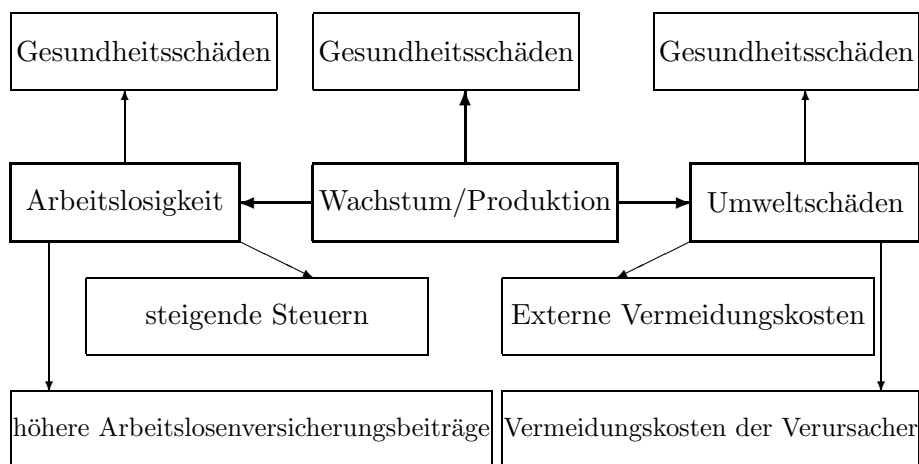 Gesundheitsschäden
Gesundheitsschäden
Gesundheitsschäden
Arbeitslosigkeit
Wachstum/Produktion
Umweltschäden
steigende Steuern
Externe Vermeidungskosten
höhere Arbeitslosenversicherungsbeiträge
Vermeidungskosten der Verursacher